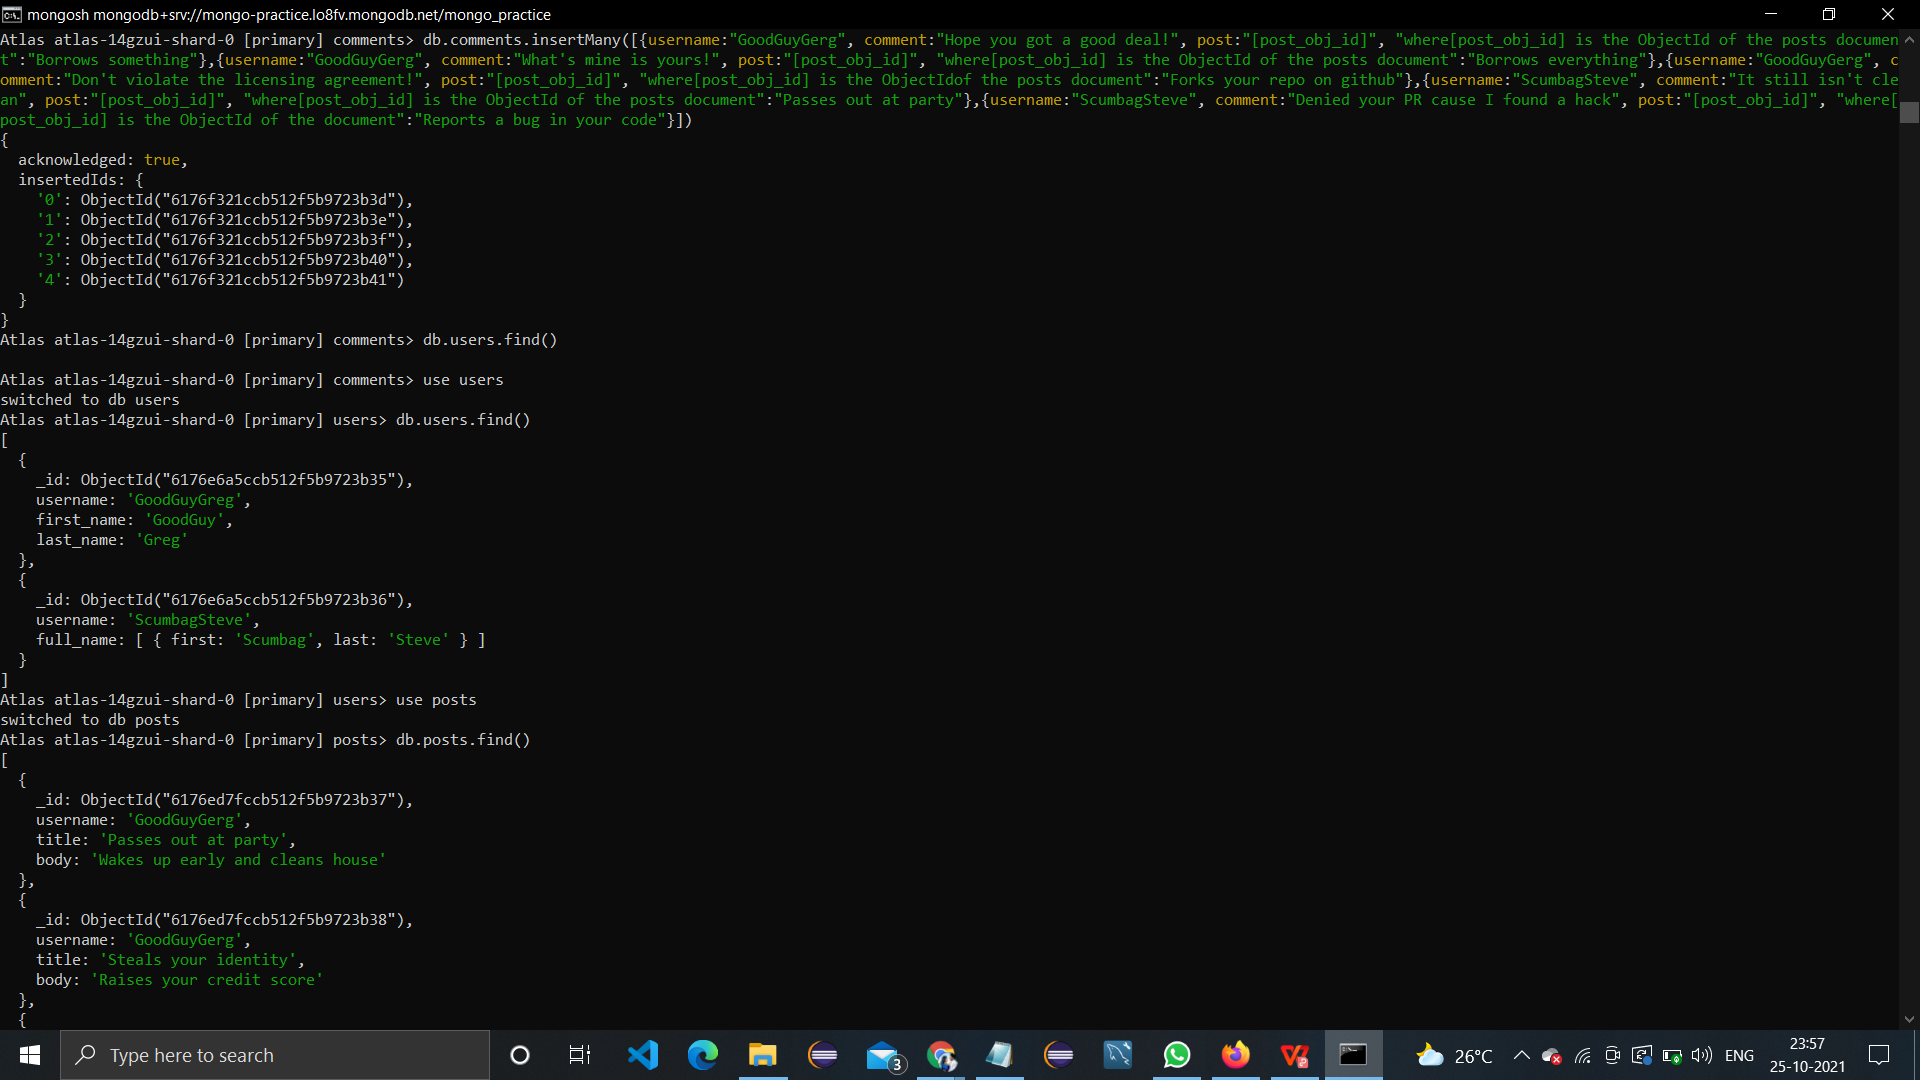 mongosh mongodb+srv://mongo-practice.lo8fv.mongodb.net/mongo_practice
Atlas atlas-14gzui-shard-0 [primary] comments> db.comments.insertMany([{username:"GoodGuyGerg", comment:"Hope you got a good deal!", post:"[post_obj_id]", "where[post_obj_id] is the ObjectId of the posts documen
t":"Borrows something"},{username:"GoodGuyGerg", comment:"What's mine is yours!", post:"[post_obj_id]", "where[post_obj_id] is the ObjectId of the posts document":"Borrows everything"},{username:"GoodGuyGerg", c
omment:"Don't violate the licensing agreement!", post:"[post_obj_id]", "where[post_obj_id] is the ObjectIdof the posts document":"Forks your repo on github"},{username:"ScumbagSteve", comment:"It still isn't cle
an", post:"[post_obj_id]", "where[post_obj_id] is the ObjectId of the posts document":"Passes out at party"},{username:"ScumbagSteve", comment:"Denied your PR cause I found a hack", post:"[post_obj_id]", "where[
post_obj_id] is the ObjectId of the document":"Reports a bug in your code"}])
{
  acknowledged: true,
  insertedIds: {
    '0': ObjectId("6176f321ccb512f5b9723b3d"),
    '1': ObjectId("6176f321ccb512f5b9723b3e"),
    '2': ObjectId("6176f321ccb512f5b9723b3f"),
    '3': ObjectId("6176f321ccb512f5b9723b40"),
    '4': ObjectId("6176f321ccb512f5b9723b41")
  }
}
Atlas atlas-14gzui-shard-0 [primary] comments> db.users.find()
Atlas atlas-14gzui-shard-0 [primary] comments> use users
switched to db users
Atlas atlas-14gzui-shard-0 [primary] users> db.users.find()
[
  {
    _id: ObjectId("6176e6a5ccb512f5b9723b35"),
    username: 'GoodGuyGreg',
    first_name: 'GoodGuy',
    last_name: 'Greg'
  },
  {
    _id: ObjectId("6176e6a5ccb512f5b9723b36"),
    username: 'ScumbagSteve',
    full_name: [ { first: 'Scumbag', last: 'Steve' } ]
  }
]
Atlas atlas-14gzui-shard-0 [primary] users> use posts
switched to db posts
Atlas atlas-14gzui-shard-0 [primary] posts> db.posts.find()
[
  {
    _id: ObjectId("6176ed7fccb512f5b9723b37"),
    username: 'GoodGuyGerg',
    title: 'Passes out at party',
    body: 'Wakes up early and cleans house'
  },
  {
    _id: ObjectId("6176ed7fccb512f5b9723b38"),
    username: 'GoodGuyGerg',
    title: 'Steals your identity',
    body: 'Raises your credit score'
  },
  {
Type here to search
3
26°C
ENG
23:57
25-10-2021